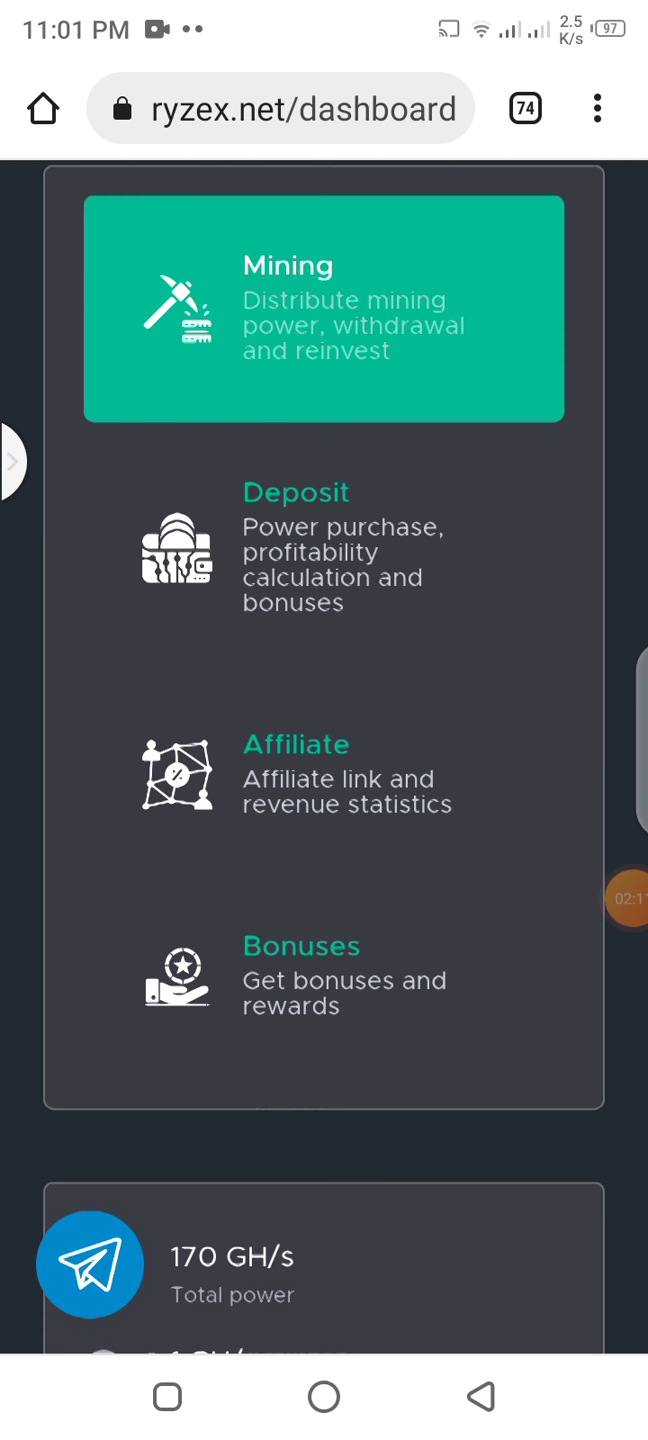 11:01 PM
2.5
K/s
97
ryzex.net/dashboard
74
Mining
Distribute mining
power, withdrawal
and reinvest
Deposit
Power purchase,
profitability
calculation and
bonuses
Affiliate
Affiliate link and
revenue statistics
Bonuses
Get bonuses and
rewards
170 GH/s
Total power